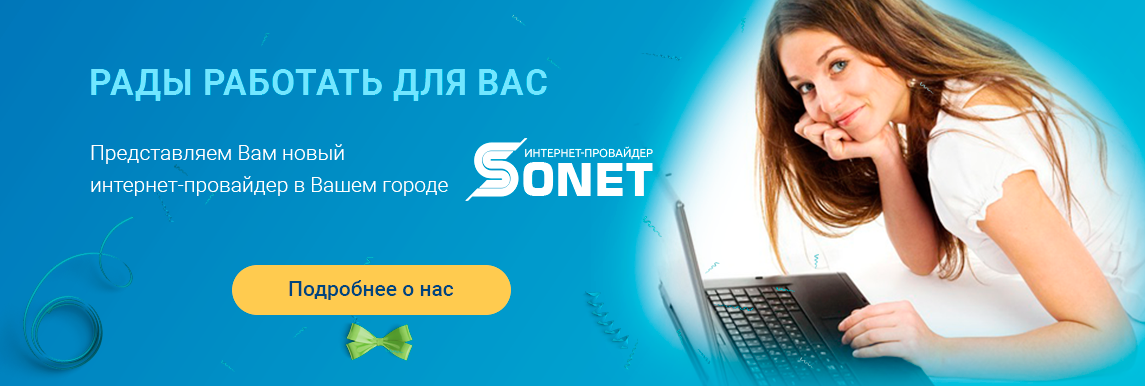 РАДЫ РАБОТАТЬ ДЛЯ ВАС
Представляем Вам новый
интернет-провайдер в Вашем городе
ИНТЕРНЕТ-ПРОВАЙДЕР
SONET
Подробнее о нас